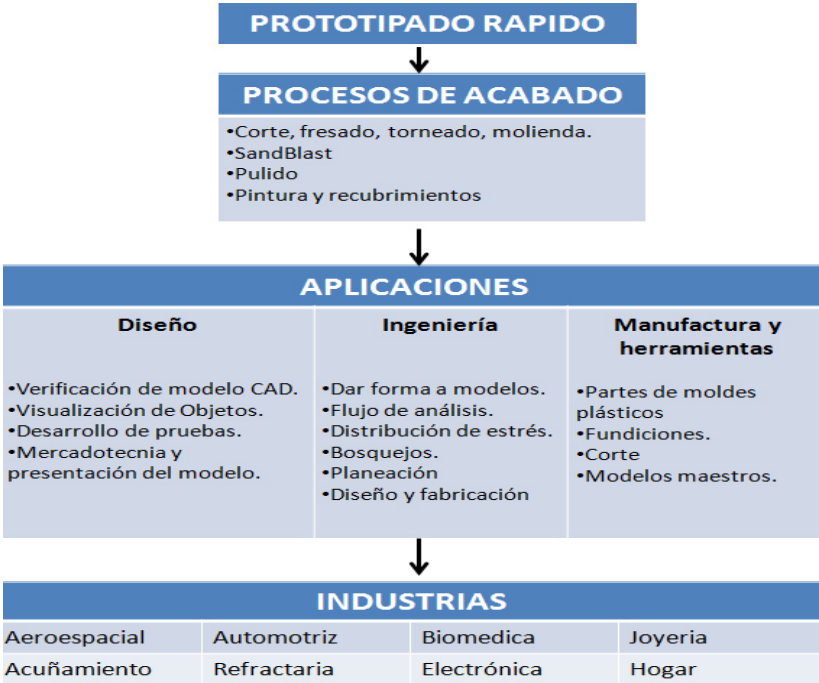 PROTOTIPADO RAPIDO
PROCESOS DE ACABADO
•Corte, fresado, torneado, molienda.
•SandBlast
•Pulido
•Pintura y recubrimientos
APLICACIONES
Diseño
•Verificación de modelo CAD.
•Visualización de Objetos.
•Desarrollo de pruebas.
•Mercadotecnia y
presentación del modelo.
Ingeniería
•Dar forma a modelos.
•Flujo de análisis.
•Distribución de estrés.
•Bosquejos.
•Planeación
•Diseño y fabricación
Manufactura y
herramientas
•Partes de moldes
plásticos
•Fundiciones.
•Corte
•Modelos maestros.
INDUSTRIAS
Aeroespacial Automotriz Biomedica Joyeria
Acuñamiento Refractaria Electrónica Hogar